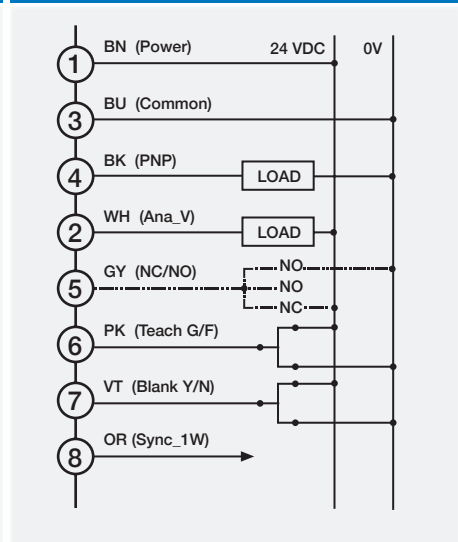 BN (Power) 24 VDC 0V
1
BU (Common)
3
BK (PNP)
4 LOAD
WH (Ana_V)
2 LOAD
GY (NC/NO) NO
5 NO
NC
PK (Teach G/F)
6
VT (Blank Y/N)
7
OR (Sync_1W)
8